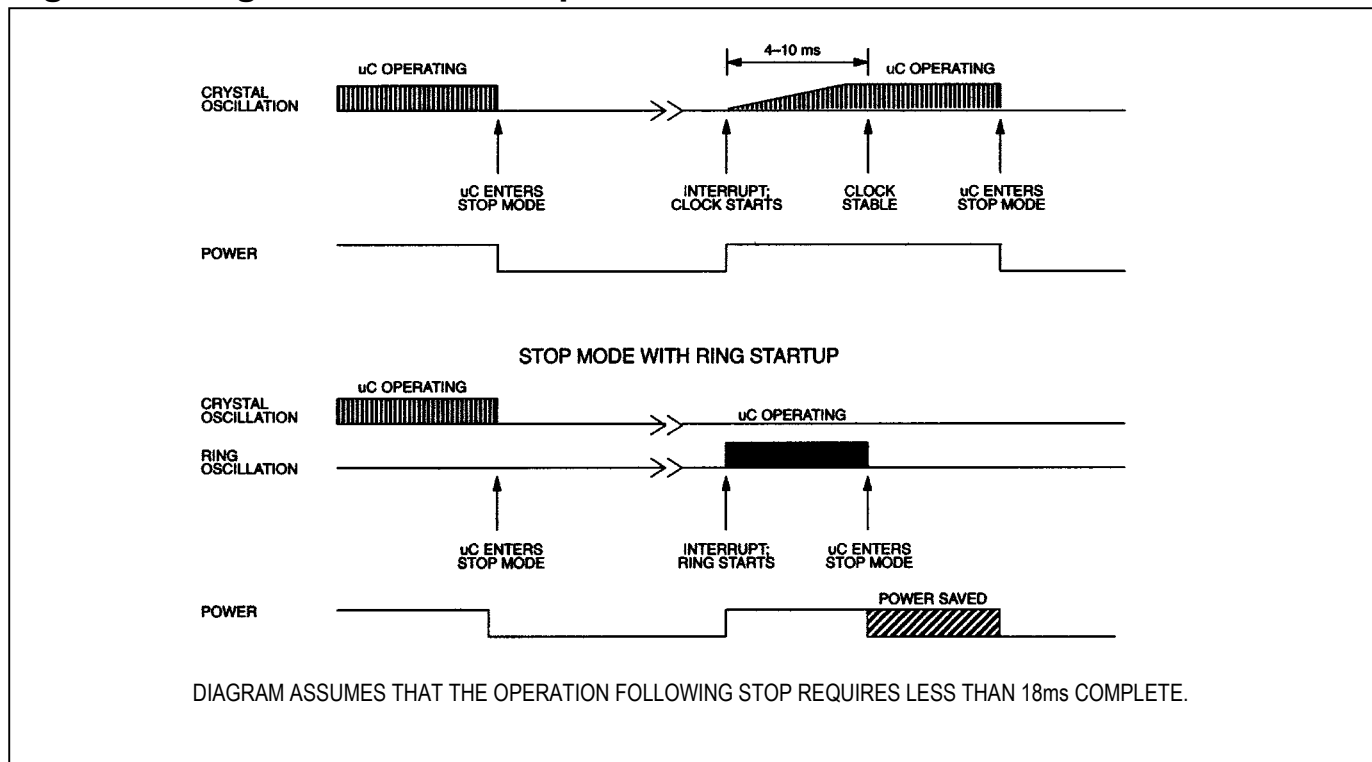 4–10 ms
uC OPERATING
uC OPERATING
CRYSTAL
OSCILLATION
uC ENTERS
STOP MODE
INTERRUPT;
CLOCK STARTS
CLOCK
STABLE
uC ENTERS
STOP MODE
POWER
STOP MODE WITH RING STARTUP
uC OPERATING
CRYSTAL
OSCILLATION
uC OPERATING
RING
OSCILLATION
uC ENTERS
STOP MODE
INTERRUPT;
RING STARTS
uC ENTERS
STOP MODE
POWER SAVED
POWER
DIAGRAM ASSUMES THAT THE OPERATION FOLLOWING STOP REQUIRES LESS THAN 18ms COMPLETE.